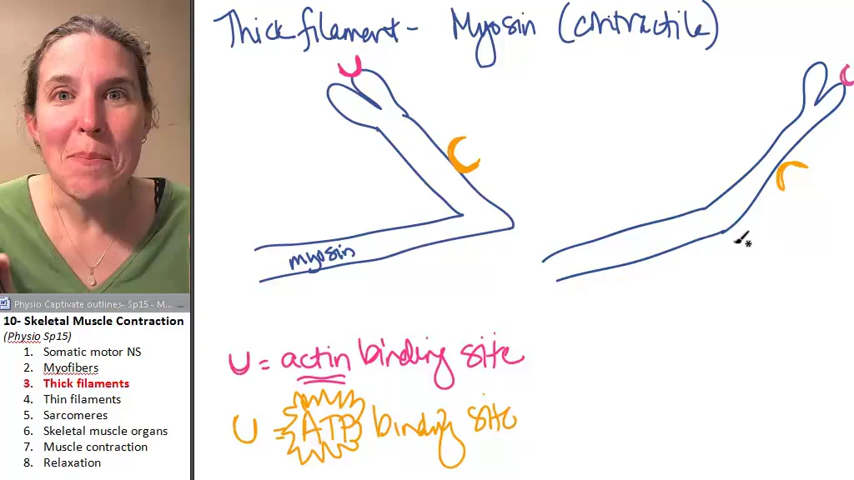 Thick filament - Myosin (contractile)
myosin
U = actin binding site
U = ATP binding site
Physio Captivate outlines- Sp15 - M...
10- Skeletal Muscle Contraction
(Physio Sp15)
1. Somatic motor NS
2. Myofibers
3. Thick filaments
4. Thin filaments
5. Sarcomeres
6. Skeletal muscle organs
7. Muscle contraction
8. Relaxation